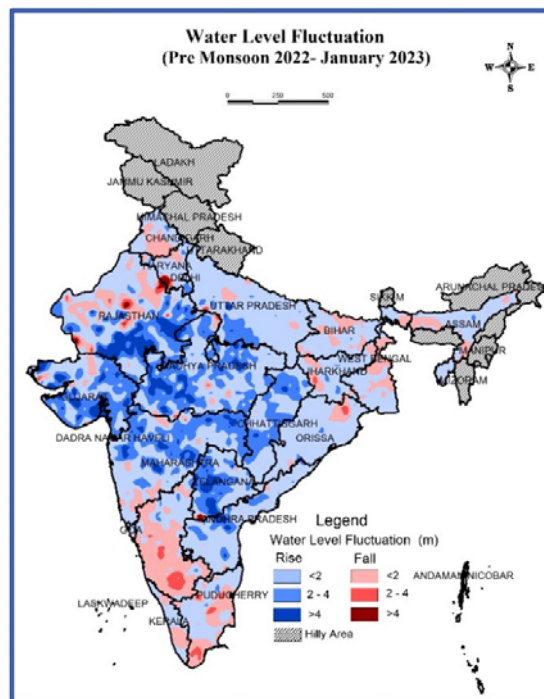 Water Level Fluctuation
(Pre Monsoon 2022- January 2023)
N
W E
S
0 250 500
LADAKH
JAMMU KASHMIR
HIMACHAL PRADESH
CHANDIGARH
UTTARAKHAND
HARYANA
DELHI
ARUNACHAL PRADESH
SIKKIM
UTTAR PRADESH
RAJASTHAN
ASSAM
BIHAR
MANIPUR
WEST BENGAL
MADHYA PRADESH
JHARKHAND
MIZORAM
GUJARAT
CHHATTISGARH
DADRA NAGAR HAVELI
ORISSA
MAHARASHTRA
TELANGANA
ANDHRA PRADESH
GOA
Legend
Water Level Fluctuation (m)
Rise Fall
<2 <2
2 - 4 2 - 4
>4 >4
Hilly Area
ANDAMAN NICOBAR
PUDUCHERRY
LASKWADEEP
KERALA